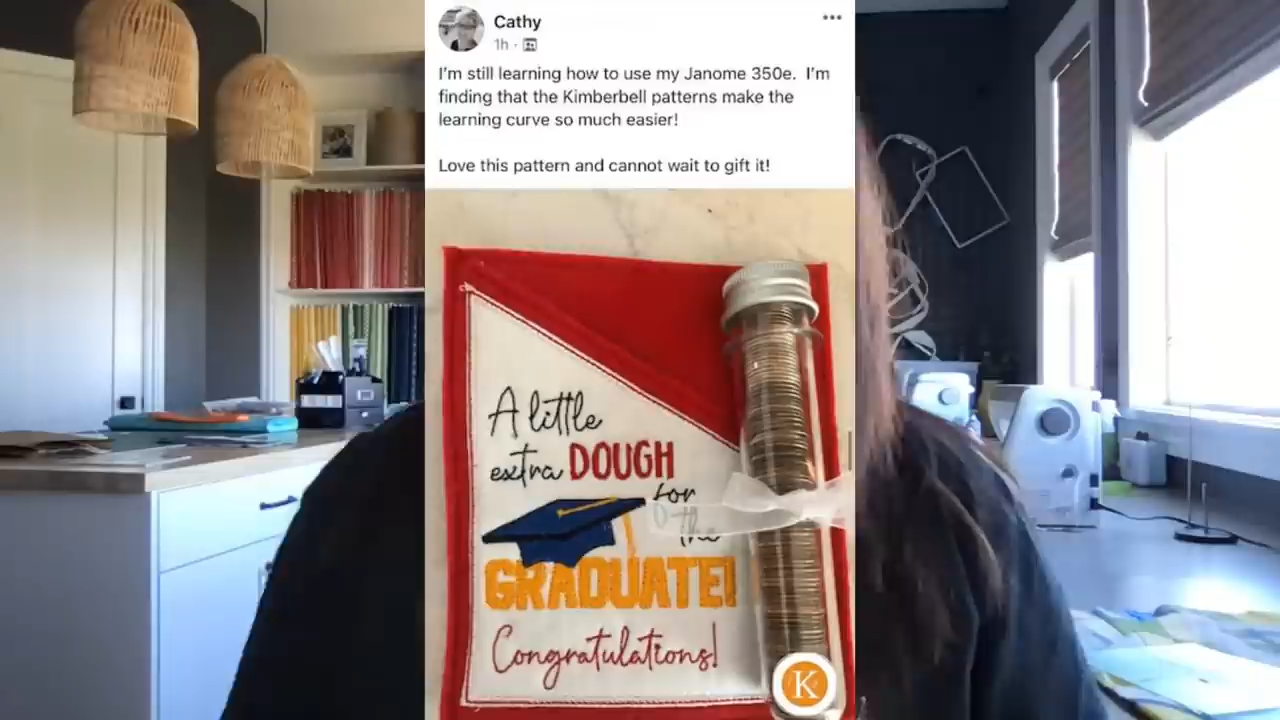 Cathy
1h ·
I'm still learning how to use my Janome 350e. I'm
finding that the Kimberbell patterns make the
learning curve so much easier!
Love this pattern and cannot wait to gift it!
A little
extra DOUGH
for
the
GRADUATE!
Congratulations!
K